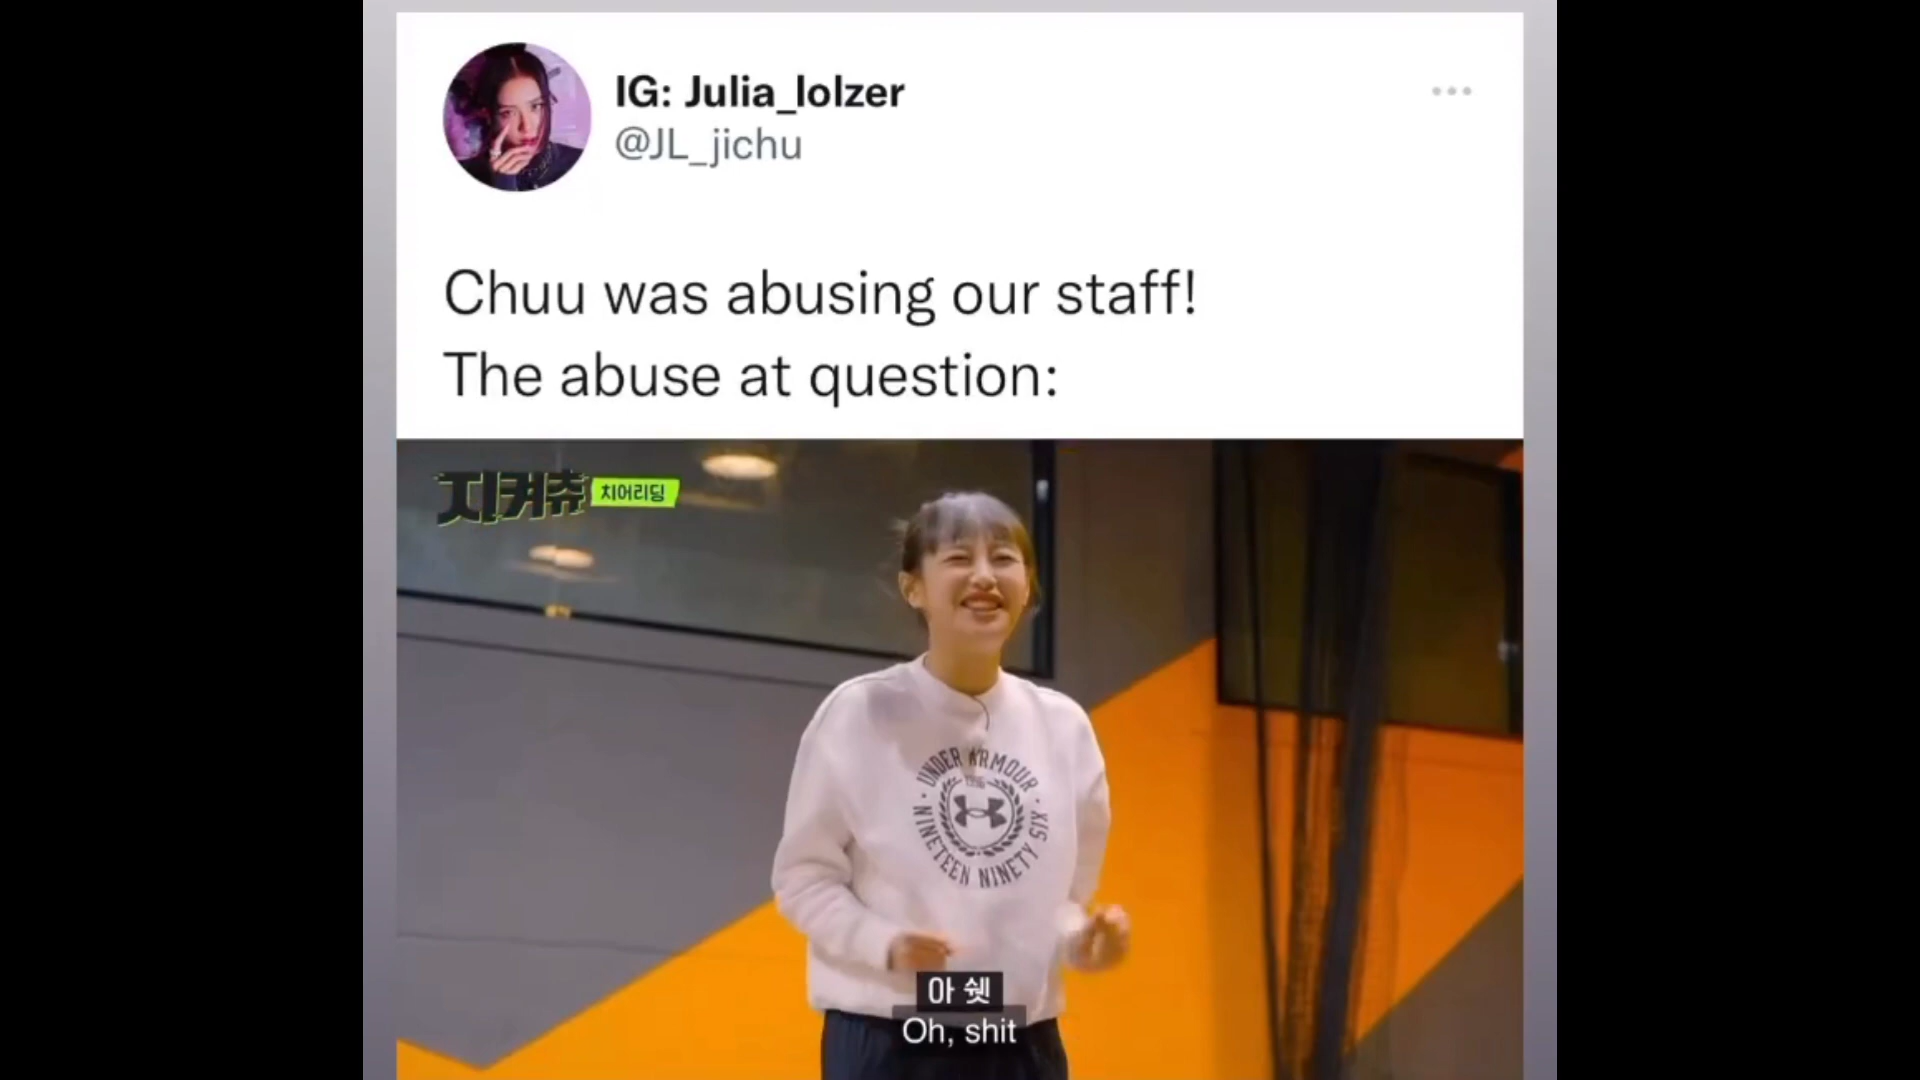 IG: Julia_lolzer
@JL_jichu
Chuu was abusing our staff!
The abuse at question:
지켜츄 치어리딩
UNDER ARMOUR
1996
NINETEEN NINETY SIX
아 쉣
Oh, shit